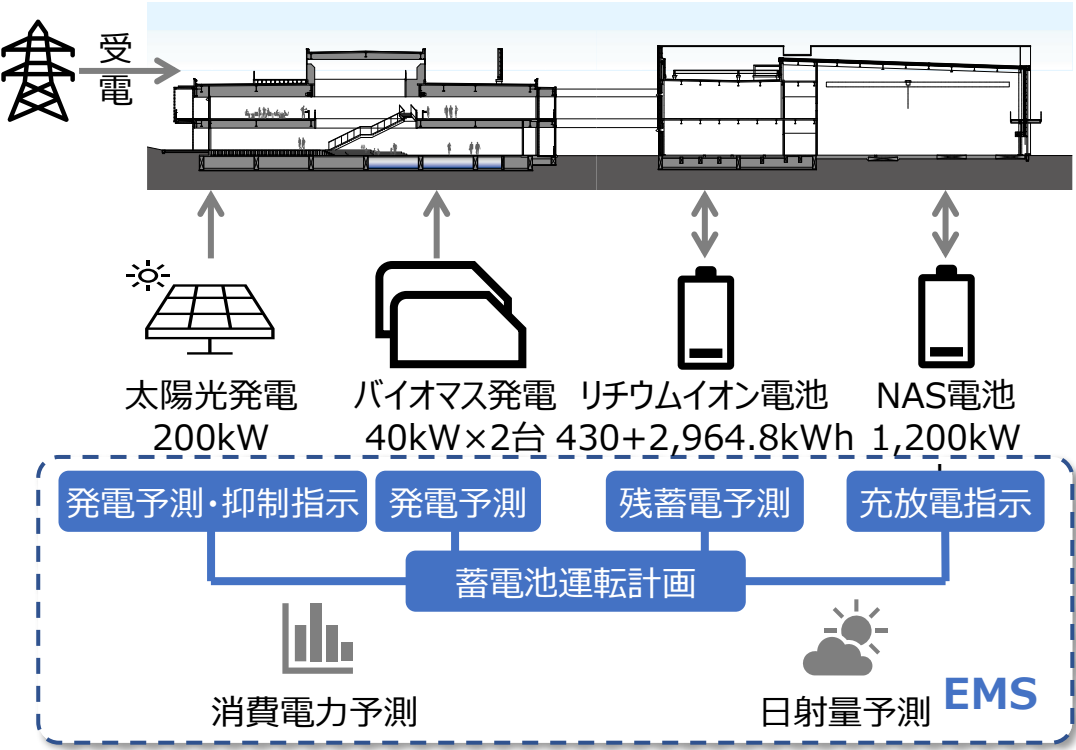 受
電
太陽光発電
200kW
バイオマス発電
40kW×2台
リチウムイオン電池
430+2,964.8kWh
NAS電池
1,200kW
発電予測・抑制指示
発電予測
残蓄電予測
充放電指示
蓄電池運転計画
消費電力予測
日射量予測
EMS